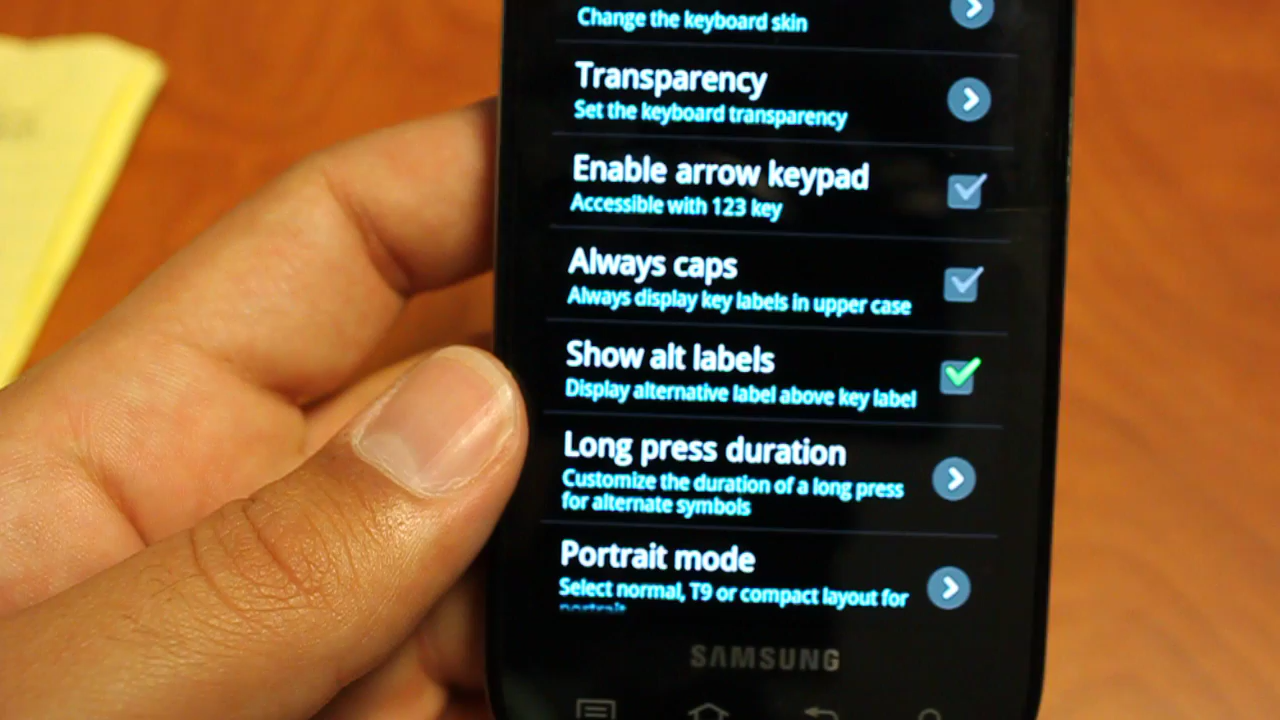 Change the keyboard skin
Transparency
Set the keyboard transparency
Enable arrow keypad
Accessible with 123 key
Always caps
Always display key labels in upper case
Show alt labels
Display alternative label above key label
Long press duration
Customize the duration of a long press
for alternate symbols
Portrait mode
Select normal, T9 or compact layout for
portrait
SAMSUNG